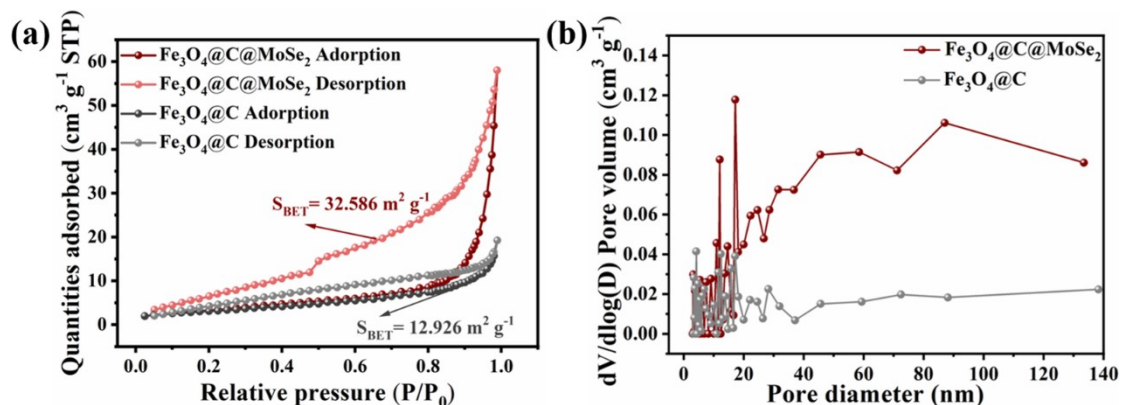 (a)
Quantities adsorbed (cm³ g⁻¹ STP)
60
50
40
30
20
10
0
Fe₃O₄@C@MoSe₂ Adorption
Fe₃O₄@C@MoSe₂ Desorption
Fe₃O₄@C Adorption
Fe₃O₄@C Desorption
S_BET= 32.586 m² g⁻¹
S_BET= 12.926 m² g⁻¹
0.0 0.2 0.4 0.6 0.8 1.0
Relative pressure (P/P₀)
(b)
dV/dlog(D) Pore volume (cm³ g⁻¹)
0.14
0.12
0.10
0.08
0.06
0.04
0.02
0.00
Fe₃O₄@C@MoSe₂
Fe₃O₄@C
0 20 40 60 80 100 120 140
Pore diameter (nm)